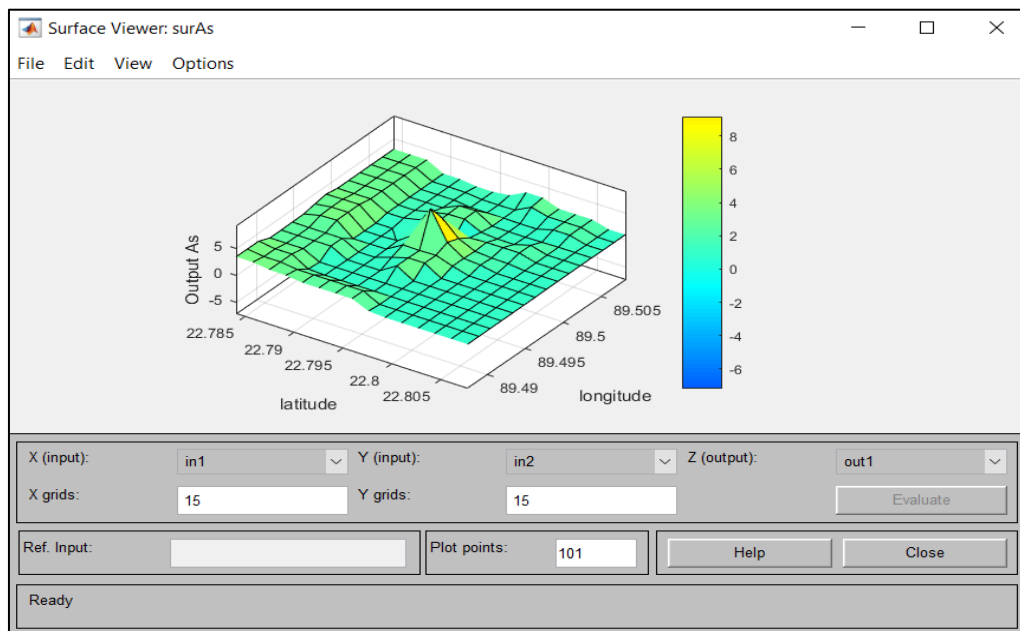 Surface Viewer: surAs
File Edit View Options
8
6
4
2
0
-2
-4
-6
Output As
5
0
-5
22.785
22.79
22.795
22.8
22.805
latitude
89.505
89.5
89.495
89.49
longitude
X (input): in1 Y (input): in2 Z (output): out1
X grids: 15 Y grids: 15 Evaluate
Ref. Input: Plot points: 101 Help Close
Ready